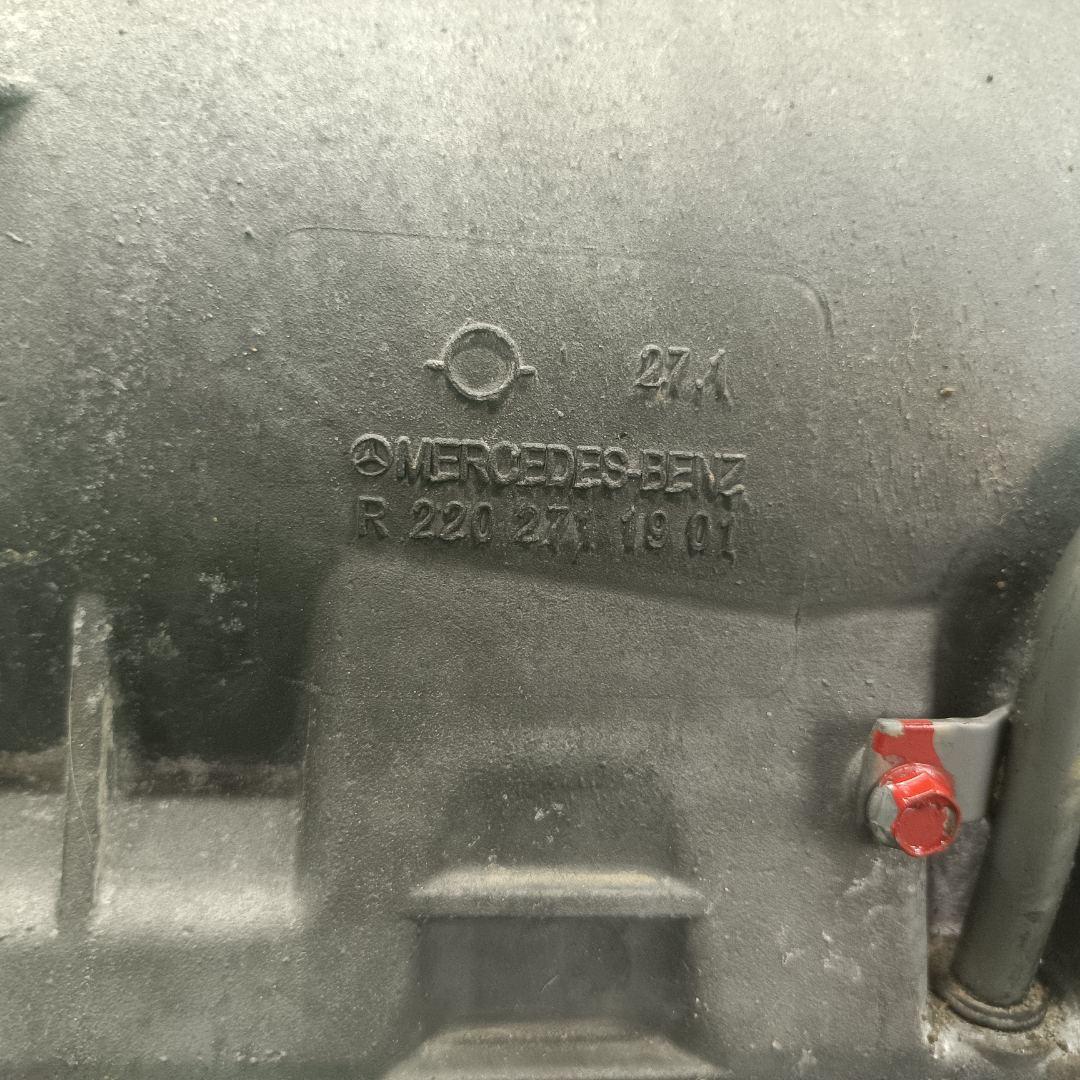 27.1
MERCEDES-BENZ
R 220 271 19 01